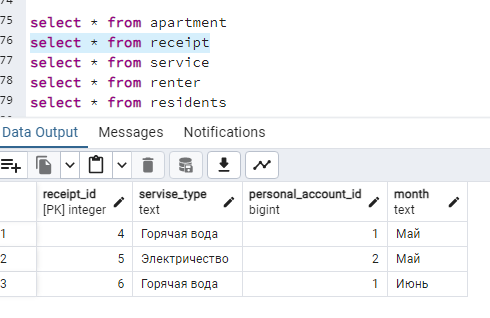 74
75 select * from apartment
76 select * from receipt
77 select * from service
78 select * from renter
79 select * from residents
Data Output Messages Notifications
receipt_id servise_type personal_account_id month
[PK] integer text bigint text
1 4 Горячая вода 1 Май
2 5 Электричество 2 Май
3 6 Горячая вода 1 Июнь